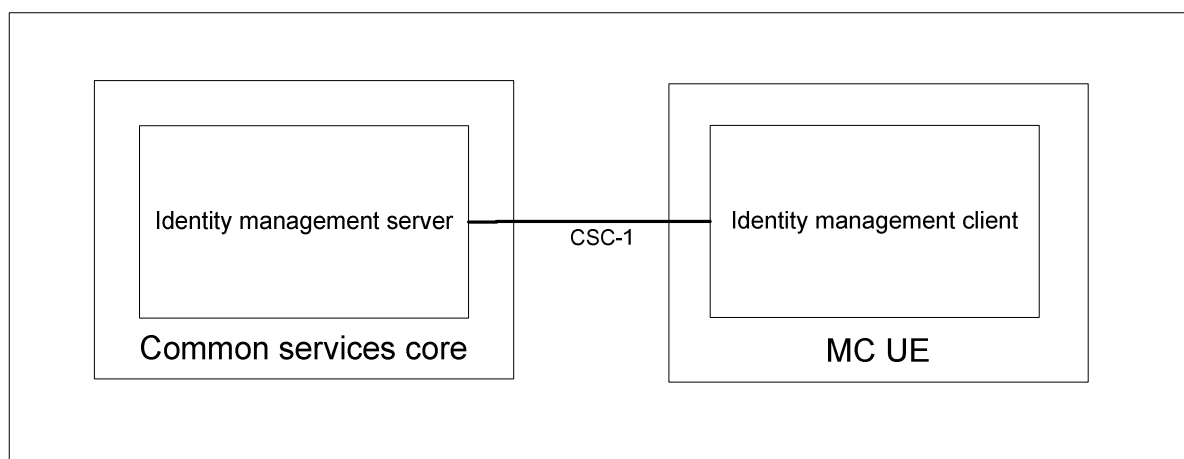 Identity management server
CSC-1
Identity management client
Common services core
MC UE